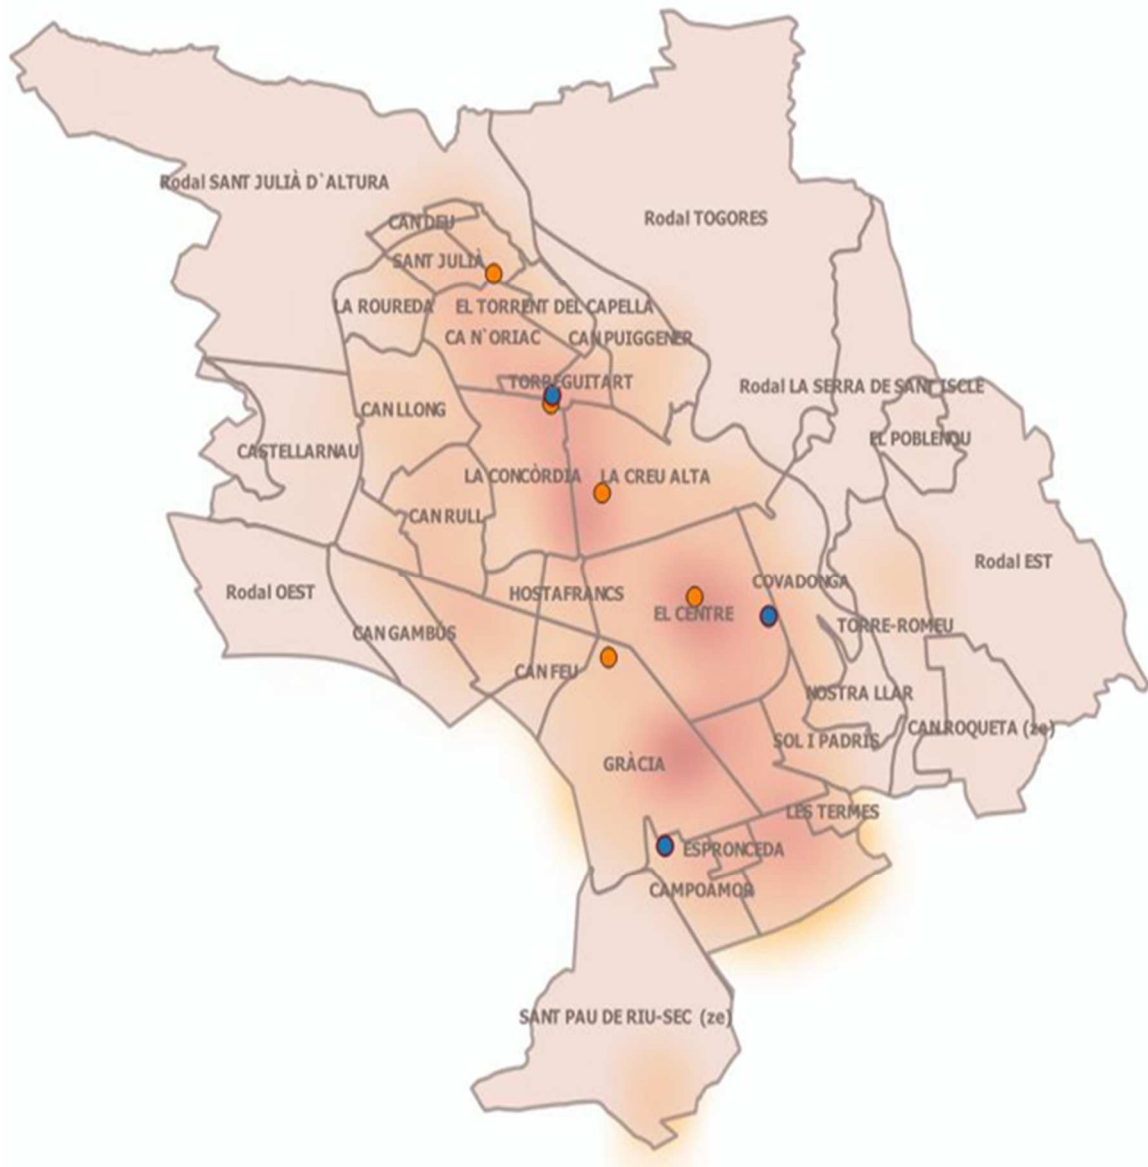 Rodal SANT JULIÀ D`ALTURA
Rodal TOGORES
CAN DEU
SANT JULIÀ
LA ROUREDA
EL TORRENT DEL CAPELLA
CA N`ORIAC
CAN PUIGGENER
TORREGUITART
Rodal LA SERRA DE SANT ISCLE
CAN LLONG
EL POBLENOU
CASTELLARNAU
LA CONCÒRDIA
LA CREU ALTA
CAN RULL
Rodal EST
Rodal OEST
HOSTAFRANCS
COVADONGA
EL CENTRE
TORRE-ROMEU
CAN GAMBÚS
CAN FEU
NOSTRA LLAR
CAN ROQUETA (ze)
SOL I PADRÍS
GRÀCIA
LES TERMES
ESPRONCEDA
CAMPOAMOR
SANT PAU DE RIU-SEC (ze)